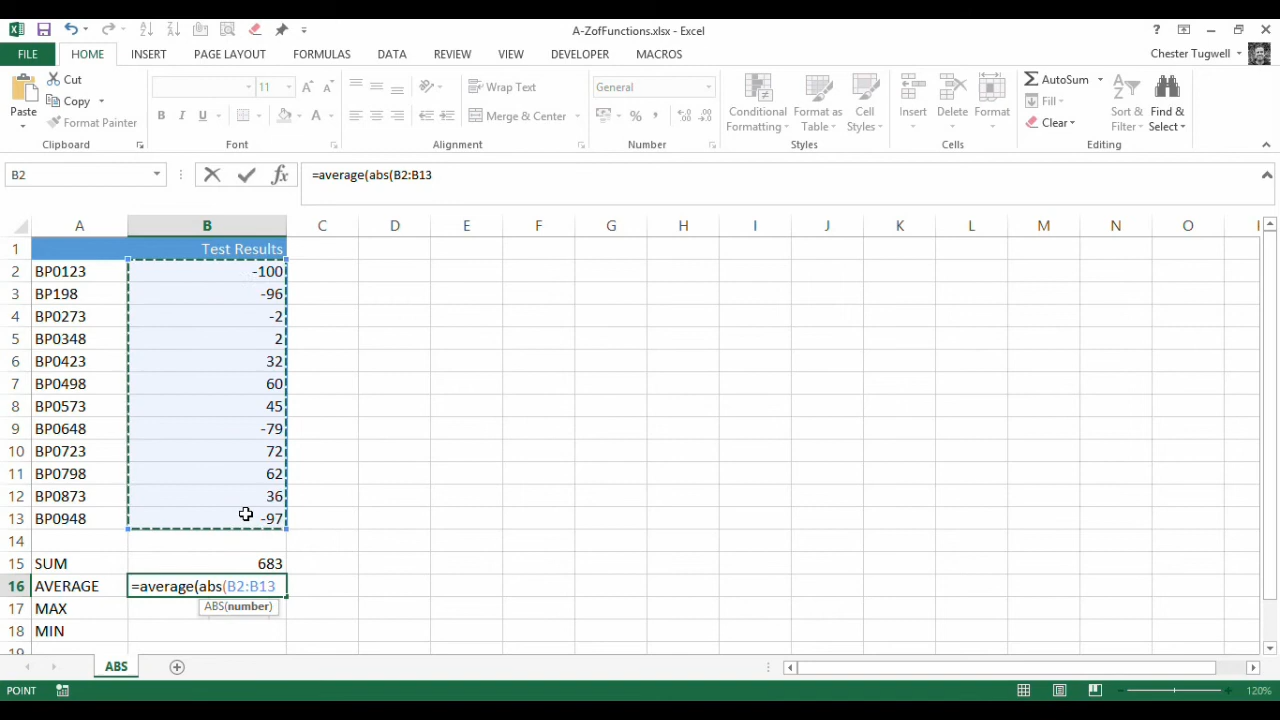 A-ZofFunctions.xlsx - Excel
FILE HOME INSERT PAGE LAYOUT FORMULAS DATA REVIEW VIEW DEVELOPER MACROS Chester Tugwell
Paste
Cut
Copy
Format Painter
Clipboard
11
B I U A
Font
Wrap Text
Merge & Center
Alignment
General
%
Number
Conditional Formatting
Format as Table
Cell Styles
Styles
Insert Delete Format
Cells
AutoSum
Fill
Clear
Sort & Filter
Find & Select
Editing
B2 fx =average(abs(B2:B13
A B C D E F G H I J K L M N O
1 Test Results
2 BP0123 -100
3 BP198 -96
4 BP0273 -2
5 BP0348 2
6 BP0423 32
7 BP0498 60
8 BP0573 45
9 BP0648 -79
10 BP0723 72
11 BP0798 62
12 BP0873 36
13 BP0948 -97
14
15 SUM 683
16 AVERAGE =average(abs(B2:B13
ABS(number)
17 MAX
18 MIN
19
ABS
POINT 120%